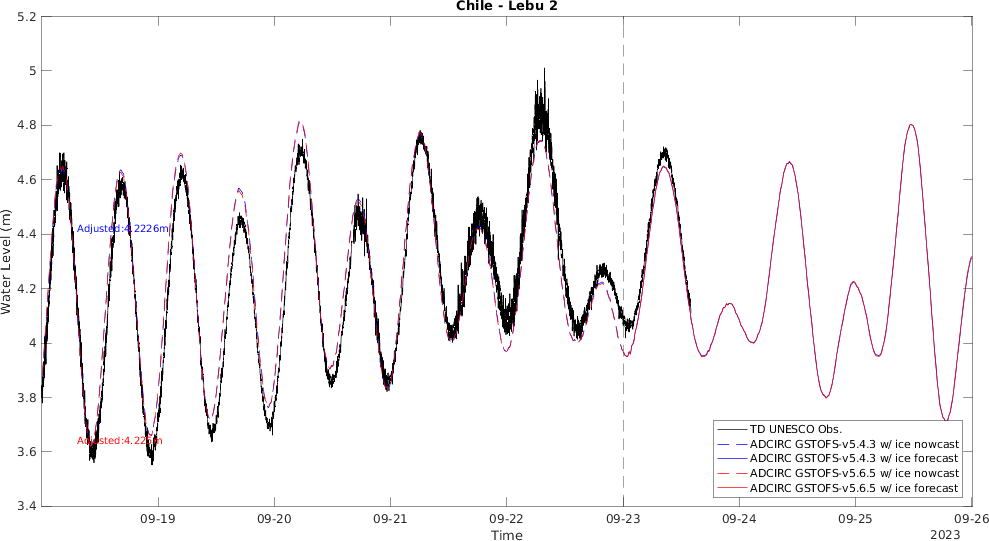 Chile - Lebu 2
Water Level (m)
5.2
5
4.8
4.6
4.4
4.2
4
3.8
3.6
3.4
Adjusted:4.2226m
Adjusted:4.225m
TD UNESCO Obs.
ADCIRC GSTOFS-v5.4.3 w/ ice nowcast
ADCIRC GSTOFS-v5.4.3 w/ ice forecast
ADCIRC GSTOFS-v5.6.5 w/ ice nowcast
ADCIRC GSTOFS-v5.6.5 w/ ice forecast
09-19 09-20 09-21 09-22 09-23 09-24 09-25 09-26
Time
2023